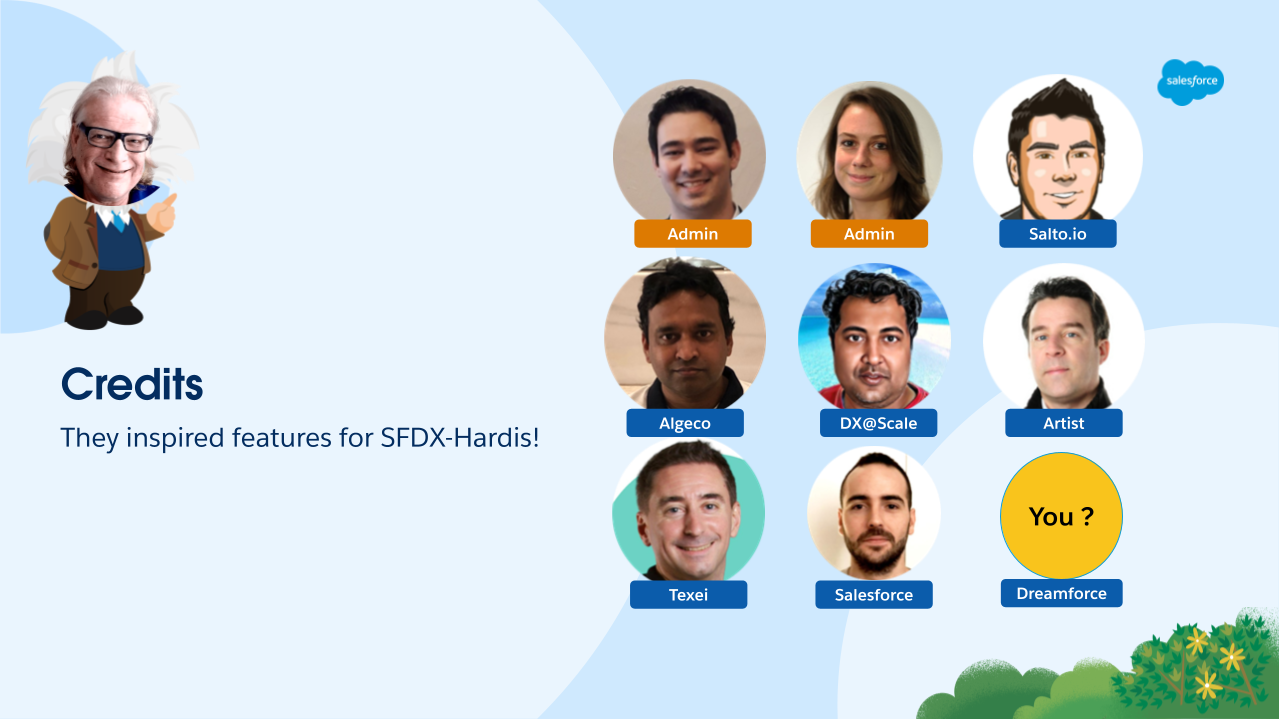 salesforce
Admin
Admin
Salto.io
Algeco
DX@Scale
Artist
Credits
They inspired features for SFDX-Hardis!
You ?
Texei
Salesforce
Dreamforce